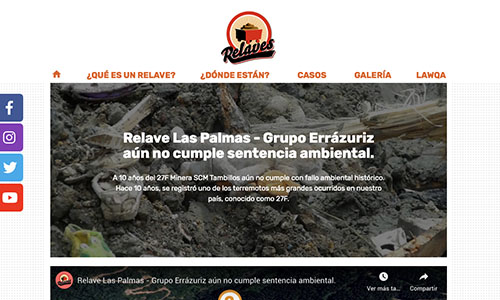 Relaves
¿QUÉ ES UN RELAVE? ¿DÓNDE ESTÁN? CASOS GALERÍA LAWQA
Relave Las Palmas - Grupo Errázuriz
aún no cumple sentencia ambiental.
A 10 años del 27F Minera SCM Tambillos aún no cumple con fallo ambiental histórico.
Hace 10 años, se registró uno de los terremotos más grandes ocurridos en nuestro
país, conocido como 27F.
Relave Las Palmas - Grupo Errázuriz aún no cumple sentencia ambiental.
Ver más ta... Compartir